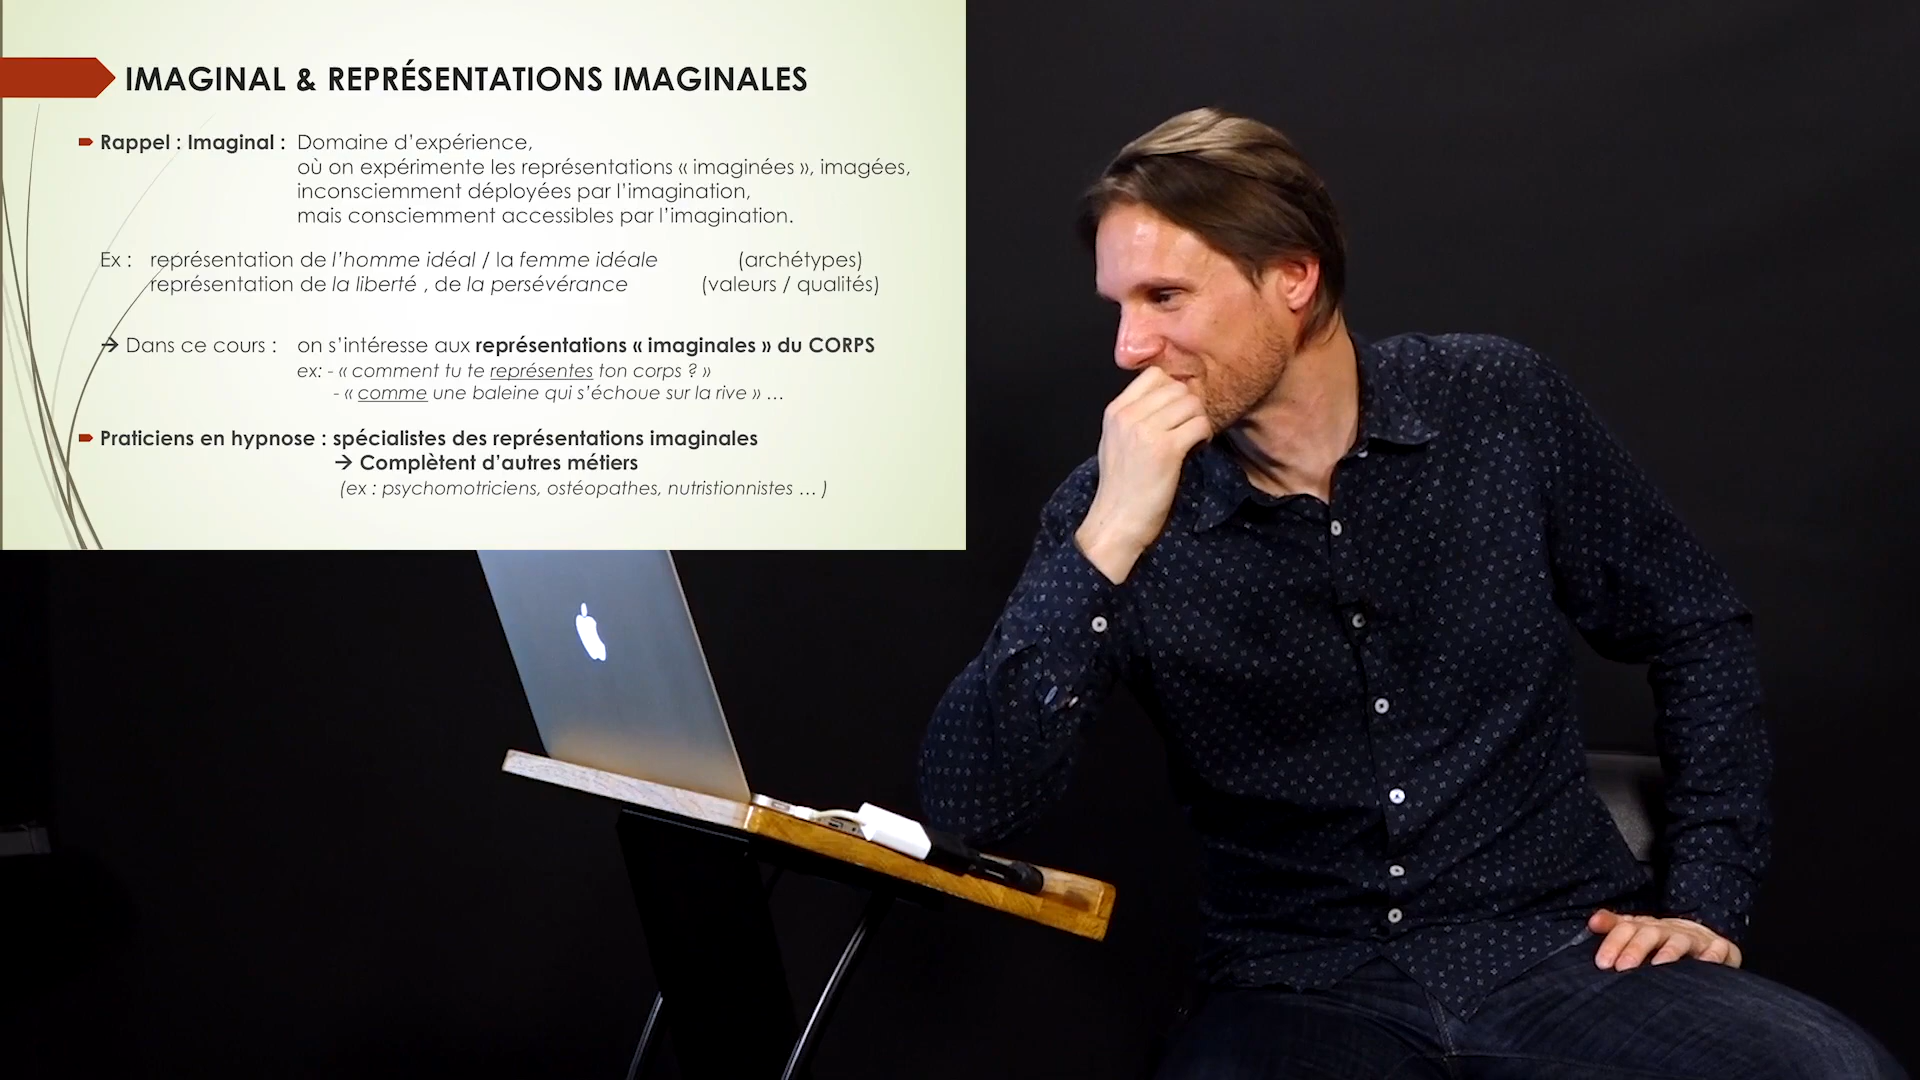 IMAGINAL & REPRÉSENTATIONS IMAGINALES
Rappel : Imaginal : Domaine d’expérience,
où on expérimente les représentations « imaginées », imagées,
inconsciemment déployées par l’imagination,
mais consciemment accessibles par l’imagination.
Ex : représentation de l’homme idéal / la femme idéale (archétypes)
représentation de la liberté , de la persévérance (valeurs / qualités)
→ Dans ce cours : on s’intéresse aux représentations « imaginales » du CORPS
ex: - « comment tu te représentes ton corps ? »
- « comme une baleine qui s’échoue sur la rive » …
Praticiens en hypnose : spécialistes des représentations imaginales
→ Complètent d’autres métiers
(ex : psychomotriciens, ostéopathes, nutristionnistes … )